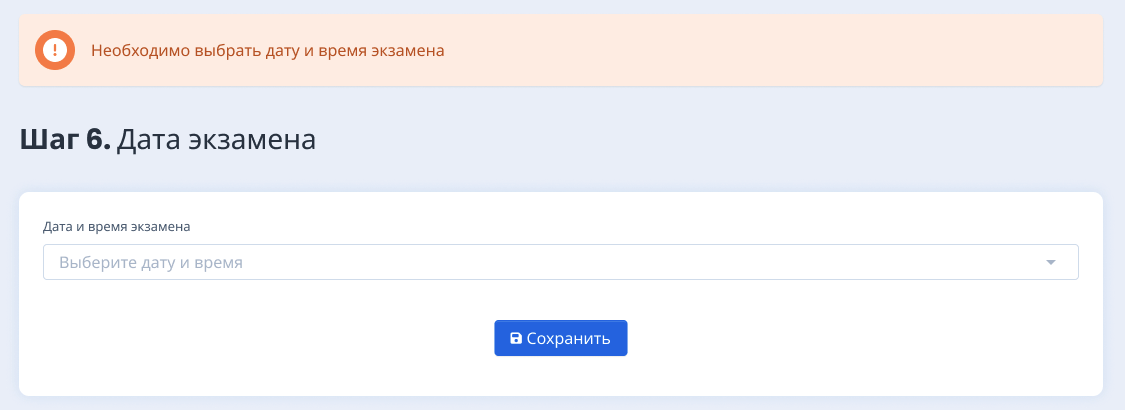 Необходимо выбрать дату и время экзамена
Шаг 6. Дата экзамена
Дата и время экзамена
Выберите дату и время
Сохранить